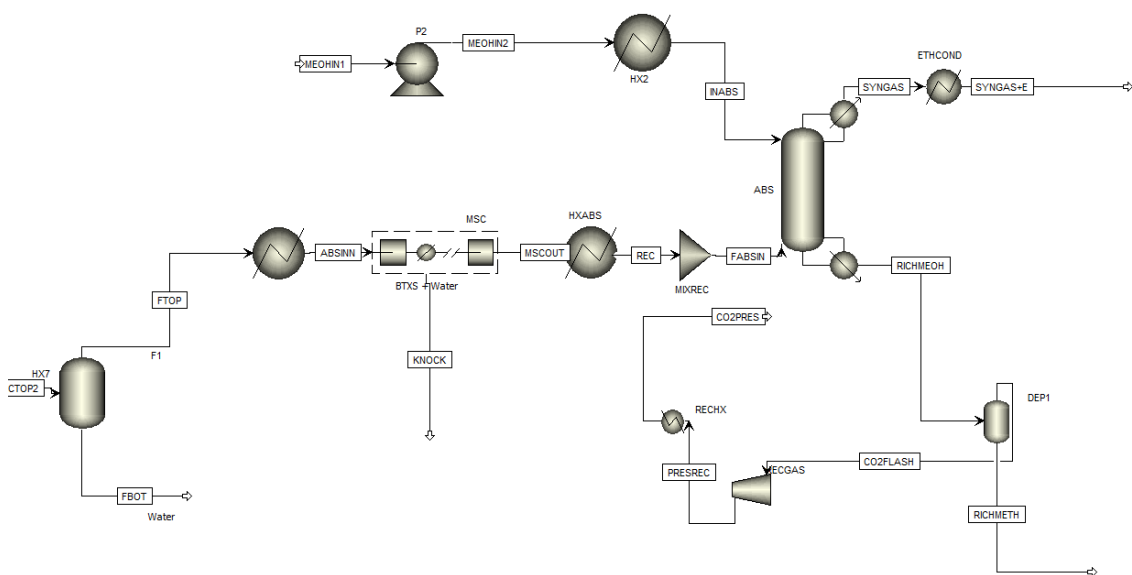 P2
MEOHIN1
MEOHIN2
HX2
INABS
ETHCOND
SYNGAS
SYNGAS+E
ABS
ABSINN
MSC
BTXS + Water
MSCOUT
HXABS
REC
MIXREC
FABSIN
RICHMEOH
FTOP
F1
KNOCK
CO2PRES
HX7
CTOP2
RECHX
DEP1
PRESREC
ECGAS
CO2FLASH
FBOT
Water
RICHMETH